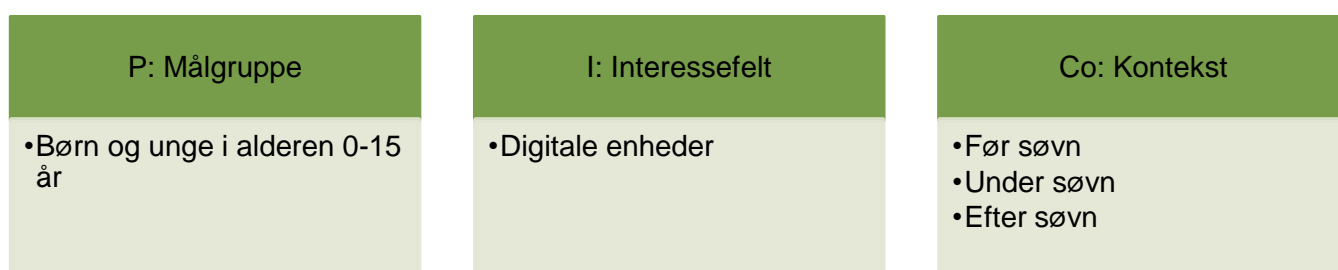 P: Målgruppe
•Børn og unge i alderen 0-15
år
I: Interessefelt
•Digitale enheder
Co: Kontekst
•Før søvn
•Under søvn
•Efter søvn